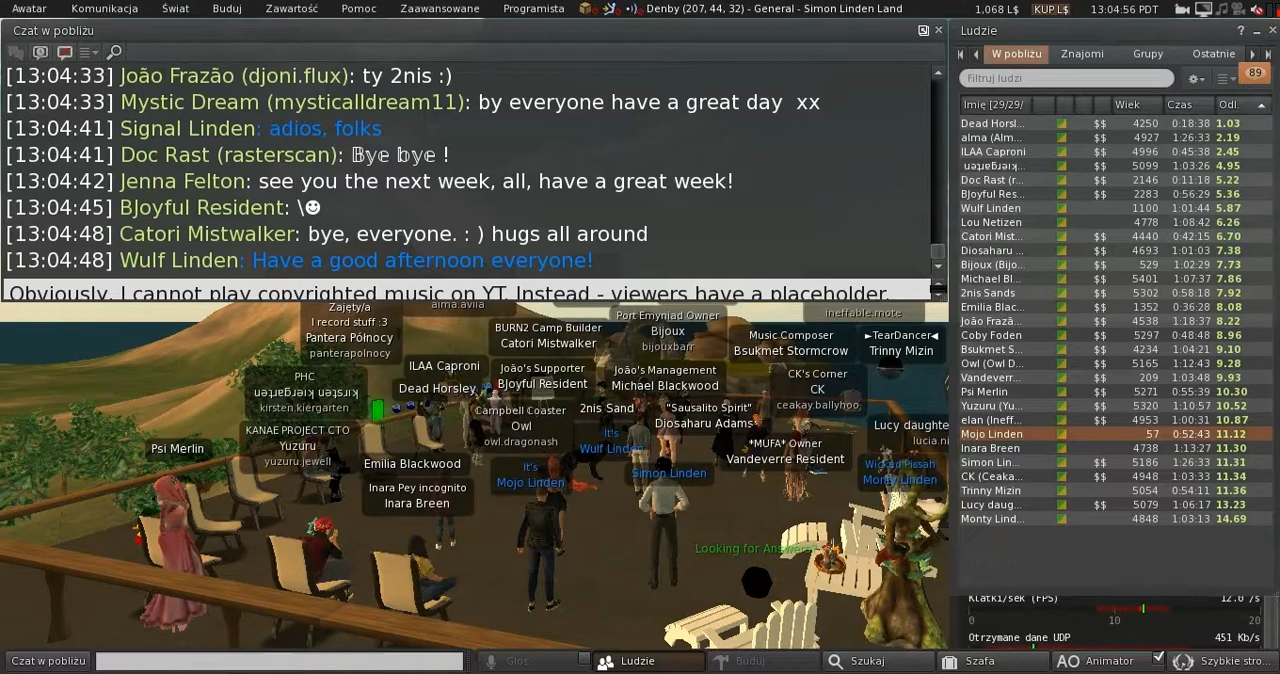 Awatar Komunikacja Świat Buduj Zawartość Pomoc Zaawansowane Programista Denby (207, 44, 32) - General - Simon Linden Land 1,068 L$ KUP L$ 13:04:56 PDT
Czat w pobliżu
[13:04:33] João Frazão (djoni.flux): ty 2nis :)
[13:04:33] Mystic Dream (mysticalldream11): by everyone have a great day xx
[13:04:41] Signal Linden: adios, folks
[13:04:41] Doc Rast (rasterscan): 𝔹𝕪𝕖 𝕓𝕪𝕖 !
[13:04:42] Jenna Felton: see you the next week, all, have a great week!
[13:04:45] BJoyful Resident: \☻
[13:04:48] Catori Mistwalker: bye, everyone. : ) hugs all around
[13:04:48] Wulf Linden: Have a good afternoon everyone!
Obviously, I cannot play copyrighted music on YT. Instead - viewers have a placeholder.
Zajęty/a
I record stuff :3
Pantera Północy
panterapolnocy
alma.avila
BURN2 Camp Builder
Catori Mistwalker
Port Emyniad Owner
Bijoux
bijouxbarr
ineffable.mote
Music Composer
Bsukmet Stormcrow
►TearDancer◄
Trinny Mizin
ILAA Caproni
Dead Horsley
João's Supporter
BJoyful Resident
João's Management
Michael Blackwood
CK's Corner
CK
ceakay.ballyhoo
PHC
kirsten.kiergarten
Campbell Coaster
Owl
owl.dragonash
2nis Sand
"Sausalito Spirit"
Diosaharu Adams
KANAE PROJECT CTO
Yuzuru
yuzuru.jewell
Psi Merlin
Emilia Blackwood
It's
Wulf Linden
*MUFA* Owner
Vandeverre Resident
Lucy daughte
lucia.ni
Inara Pey incognito
Inara Breen
It's
Mojo Linden
Simon Linden
Wicked Pissah
Monty Linden
Looking for Answers?
Ludzie
W pobliżu Znajomi Grupy Ostatnie
Filtruj ludzi 89
Imię [29/29/ Wiek Czas Odl.
Dead Horsl... $$ 4250 0:18:38 1.03
alma (Alm... $$ 4927 1:26:33 2.19
ILAA Caproni $$ 4996 0:45:38 2.45
$$ 5099 1:03:26 4.95
Doc Rast (r... $$ 2146 0:11:18 5.22
BJoyful Res... $$ 2283 0:56:29 5.36
Wulf Linden 1100 1:01:44 5.87
Lou Netizen 4778 1:08:42 6.26
Catori Mist... $$ 4440 0:42:15 6.70
Diosaharu ... $$ 4693 1:01:03 7.38
Bijoux (Bijo... $$ 529 1:02:29 7.73
Michael Bl... $$ 5401 1:07:37 7.86
2nis Sands $$ 5302 0:58:18 7.92
Emilia Blac... $$ 1352 0:36:28 8.08
João Frazã... $$ 4538 1:18:37 8.22
Coby Foden $$ 5297 0:48:48 8.96
Bsukmet S... $$ 4234 1:04:21 9.10
Owl (Owl D... $$ 5165 1:12:43 9.28
Vandeverr... $$ 209 1:03:48 9.93
Psi Merlin $$ 5271 0:55:39 10.30
Yuzuru (Yu... $$ 5320 1:10:57 10.52
elan (Ineff... $$ 4953 1:00:31 10.87
Mojo Linden 57 0:52:43 11.12
Inara Breen $$ 4738 1:13:27 11.30
Simon Lin... $$ 5186 1:26:33 11.31
CK (Ceaka... $$ 4948 1:03:33 11.34
Trinny Mizin 5054 0:54:11 11.36
Lucy daug... $$ 5079 1:06:17 13.23
Monty Lind... 4848 1:03:13 14.69
Klatki/sek (FPS) 12.0 /s
0 10 20
Otrzymane dane UDP 451 Kb/s
Czat w pobliżu Głos Ludzie Buduj Szukaj Szafa AO Animator Szybkie stro...